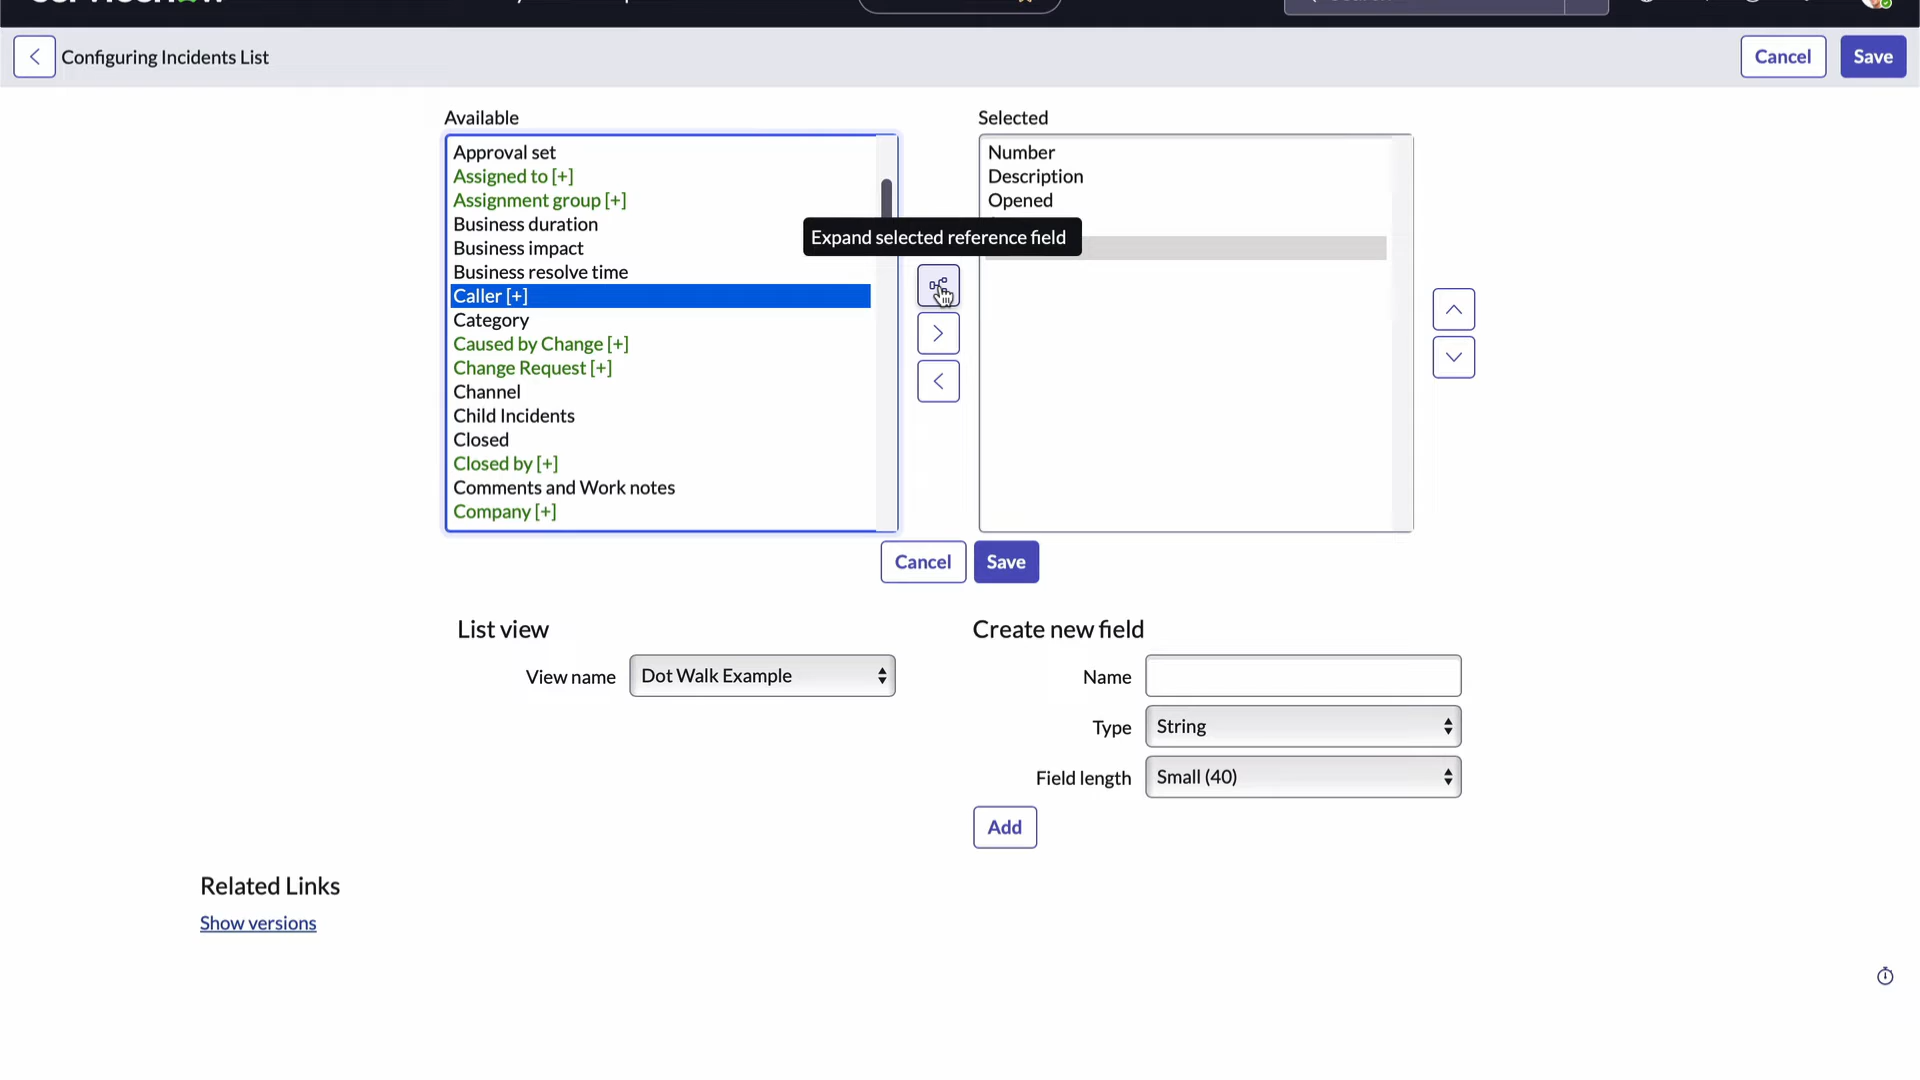 Configuring Incidents List
Cancel
Save
Available
Selected
Approval set
Assigned to [+]
Assignment group [+]
Business duration
Business impact
Business resolve time
Caller [+]
Category
Caused by Change [+]
Change Request [+]
Channel
Child Incidents
Closed
Closed by [+]
Comments and Work notes
Company [+]
Expand selected reference field
Number
Description
Opened
Cancel
Save
List view
View name
Dot Walk Example
Create new field
Name
Type
String
Field length
Small (40)
Add
Related Links
Show versions